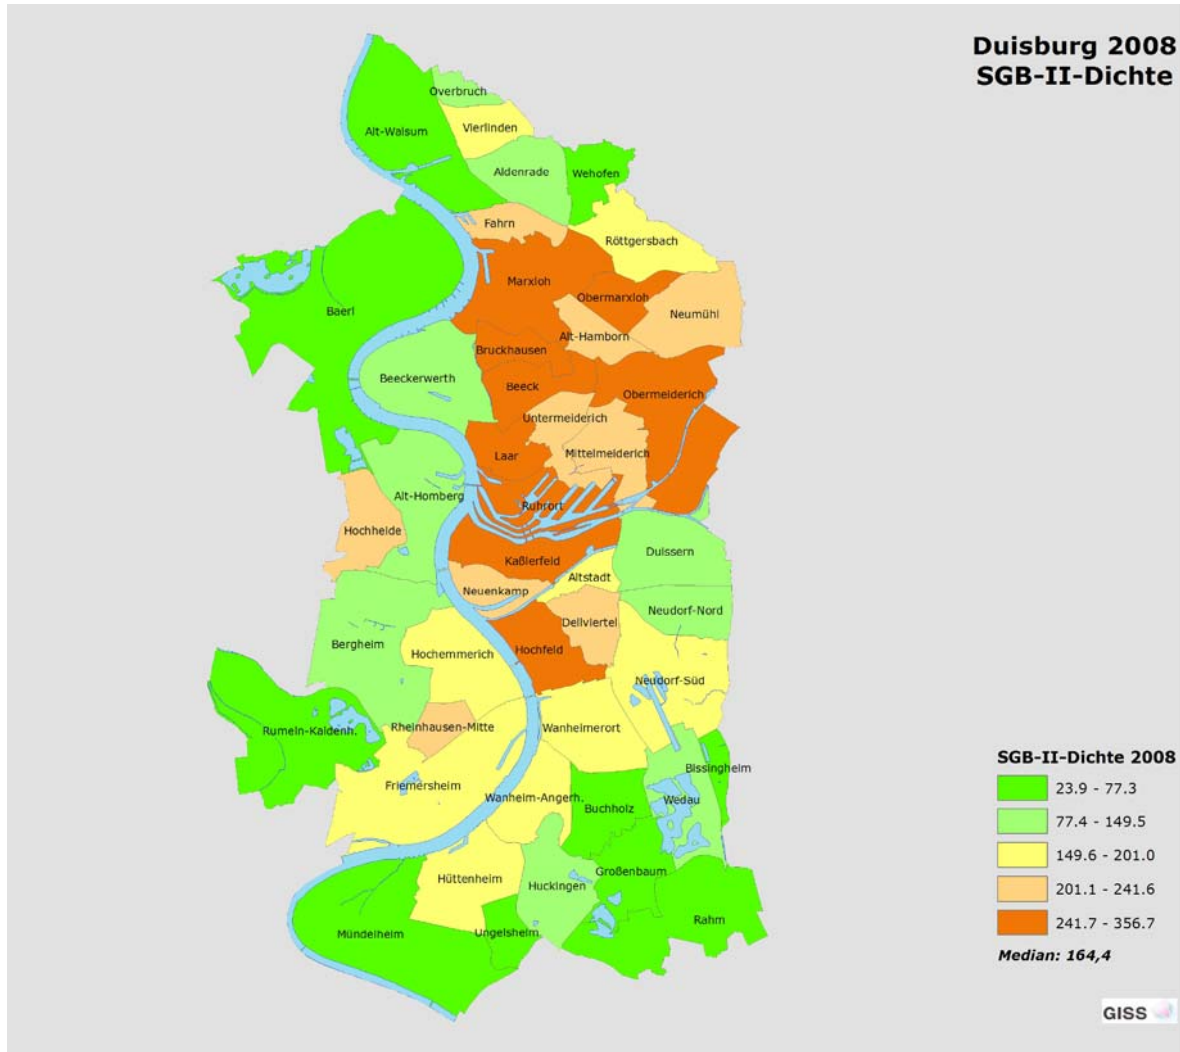 Duisburg 2008
SGB-II-Dichte
Overbruch
Alt-Walsum
Vierlinden
Aldenrade
Wehofen
Fahrn
Röttgersbach
Marxloh
Obermarxloh
Neumühl
Baerl
Alt-Hamborn
Bruckhausen
Beeckerwerth
Beeck
Obermeiderich
Untermeiderich
Mittelmeiderich
Laar
Alt-Homberg
Ruhrort
Hochheide
Kaßlerfeld
Duissern
Altstadt
Neuenkamp
Neudorf-Nord
Dellviertel
Bergheim
Hochemmerich
Hochfeld
Neudorf-Süd
Rumeln-Kaldenh.
Rheinhausen-Mitte
Wanheimerort
Bissingheim
Friemersheim
Wanheim-Angerh.
Buchholz
Wedau
Großenbaum
Hüttenheim
Huckingen
Rahm
Mündelheim
Ungelsheim
SGB-II-Dichte 2008
23.9 - 77.3
77.4 - 149.5
149.6 - 201.0
201.1 - 241.6
241.7 - 356.7
Median: 164,4
GISS